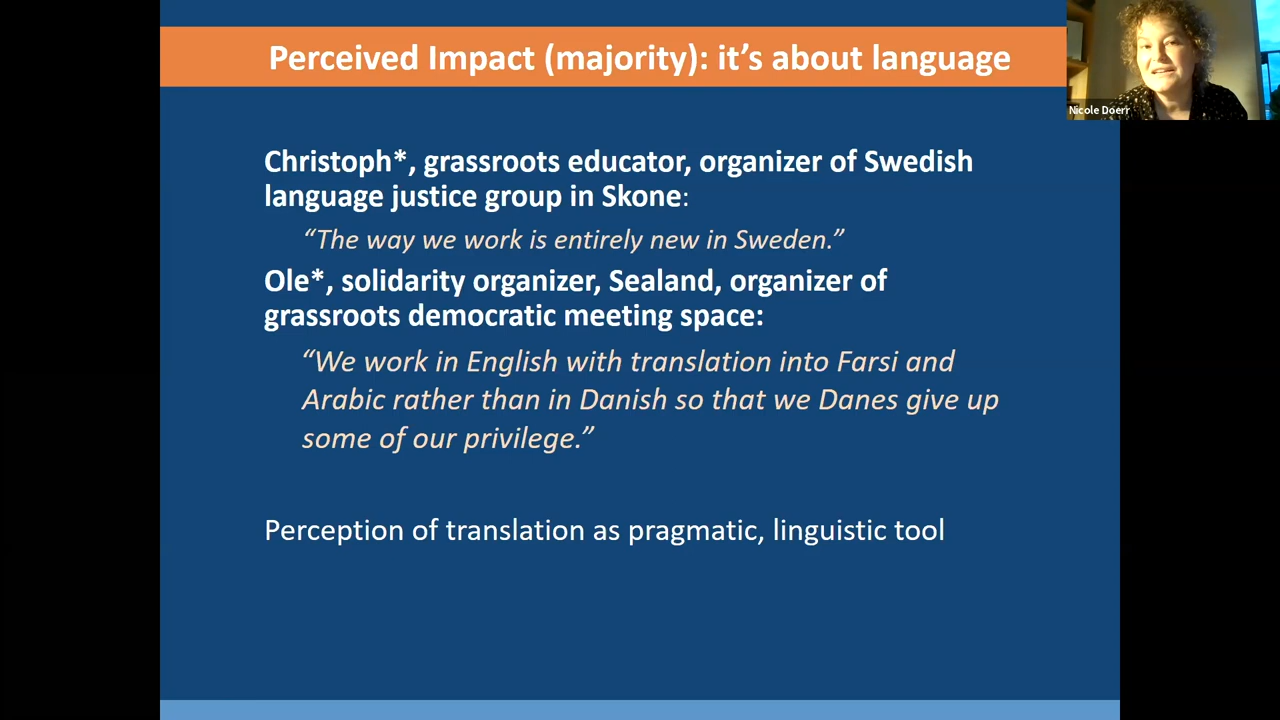 Perceived Impact (majority): it's about language
Nicole Doerr
Christoph*, grassroots educator, organizer of Swedish
language justice group in Skone:
“The way we work is entirely new in Sweden.”
Ole*, solidarity organizer, Sealand, organizer of
grassroots democratic meeting space:
“We work in English with translation into Farsi and
Arabic rather than in Danish so that we Danes give up
some of our privilege.”
Perception of translation as pragmatic, linguistic tool